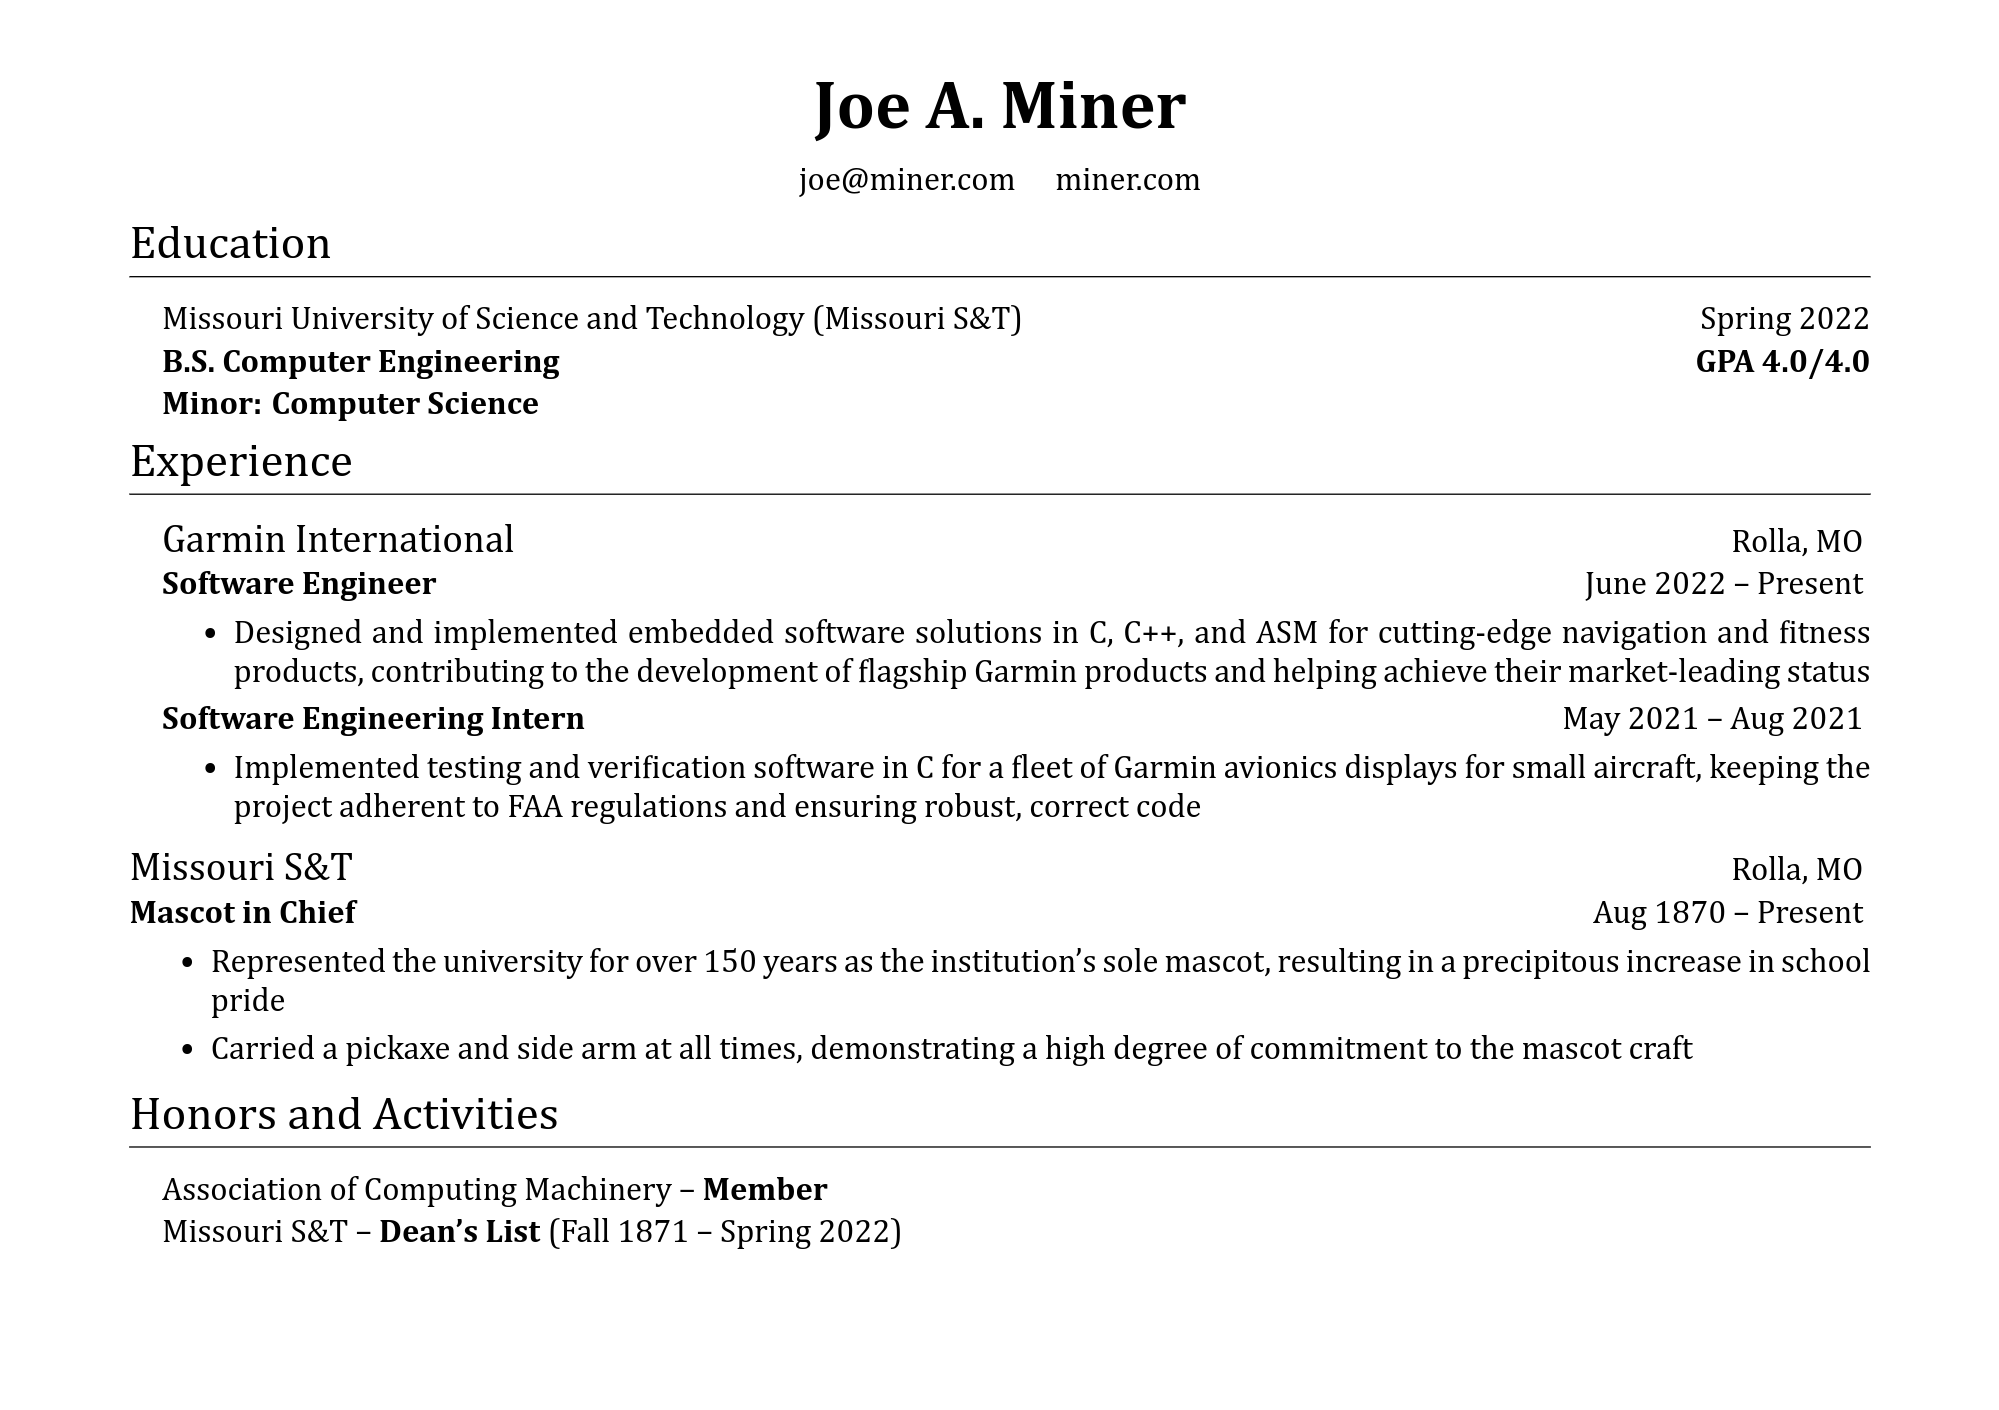 Joe A. Miner
joe@miner.com miner.com
Education
Missouri University of Science and Technology (Missouri S&T) Spring 2022
B.S. Computer Engineering GPA 4.0/4.0
Minor: Computer Science
Experience
Garmin International Rolla, MO
Software Engineer June 2022 – Present
• Designed and implemented embedded software solutions in C, C++, and ASM for cutting-edge navigation and fitness
products, contributing to the development of flagship Garmin products and helping achieve their market-leading status
Software Engineering Intern May 2021 – Aug 2021
• Implemented testing and verification software in C for a fleet of Garmin avionics displays for small aircraft, keeping the
project adherent to FAA regulations and ensuring robust, correct code
Missouri S&T Rolla, MO
Mascot in Chief Aug 1870 – Present
• Represented the university for over 150 years as the institution’s sole mascot, resulting in a precipitous increase in school
pride
• Carried a pickaxe and side arm at all times, demonstrating a high degree of commitment to the mascot craft
Honors and Activities
Association of Computing Machinery – Member
Missouri S&T – Dean’s List (Fall 1871 – Spring 2022)